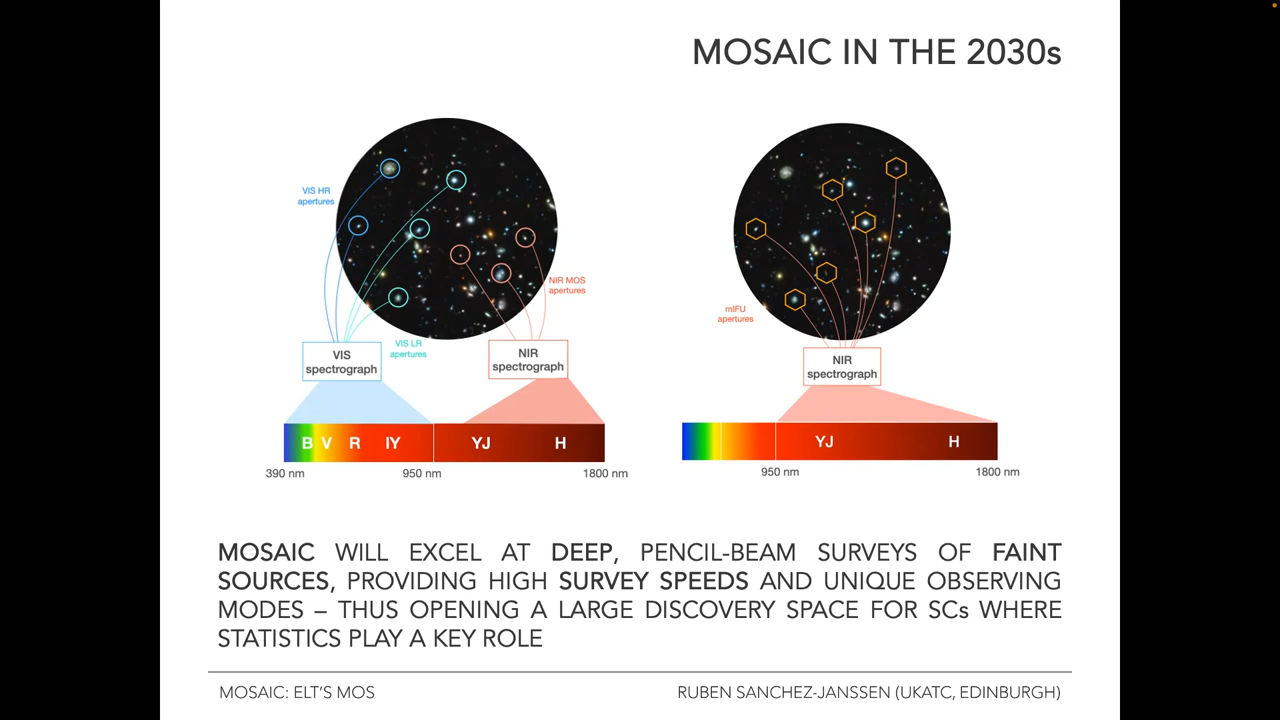 MOSAIC IN THE 2030s
VIS HR
apertures
NIR MOS
apertures
VIS LR
apertures
VIS
spectrograph
NIR
spectrograph
B V R IY YJ H
390 nm 950 nm 1800 nm
mIFU
apertures
NIR
spectrograph
YJ H
950 nm 1800 nm
MOSAIC WILL EXCEL AT DEEP, PENCIL-BEAM SURVEYS OF FAINT
SOURCES, PROVIDING HIGH SURVEY SPEEDS AND UNIQUE OBSERVING
MODES – THUS OPENING A LARGE DISCOVERY SPACE FOR SCs WHERE
STATISTICS PLAY A KEY ROLE
MOSAIC: ELT'S MOS
RUBEN SANCHEZ-JANSSEN (UKATC, EDINBURGH)